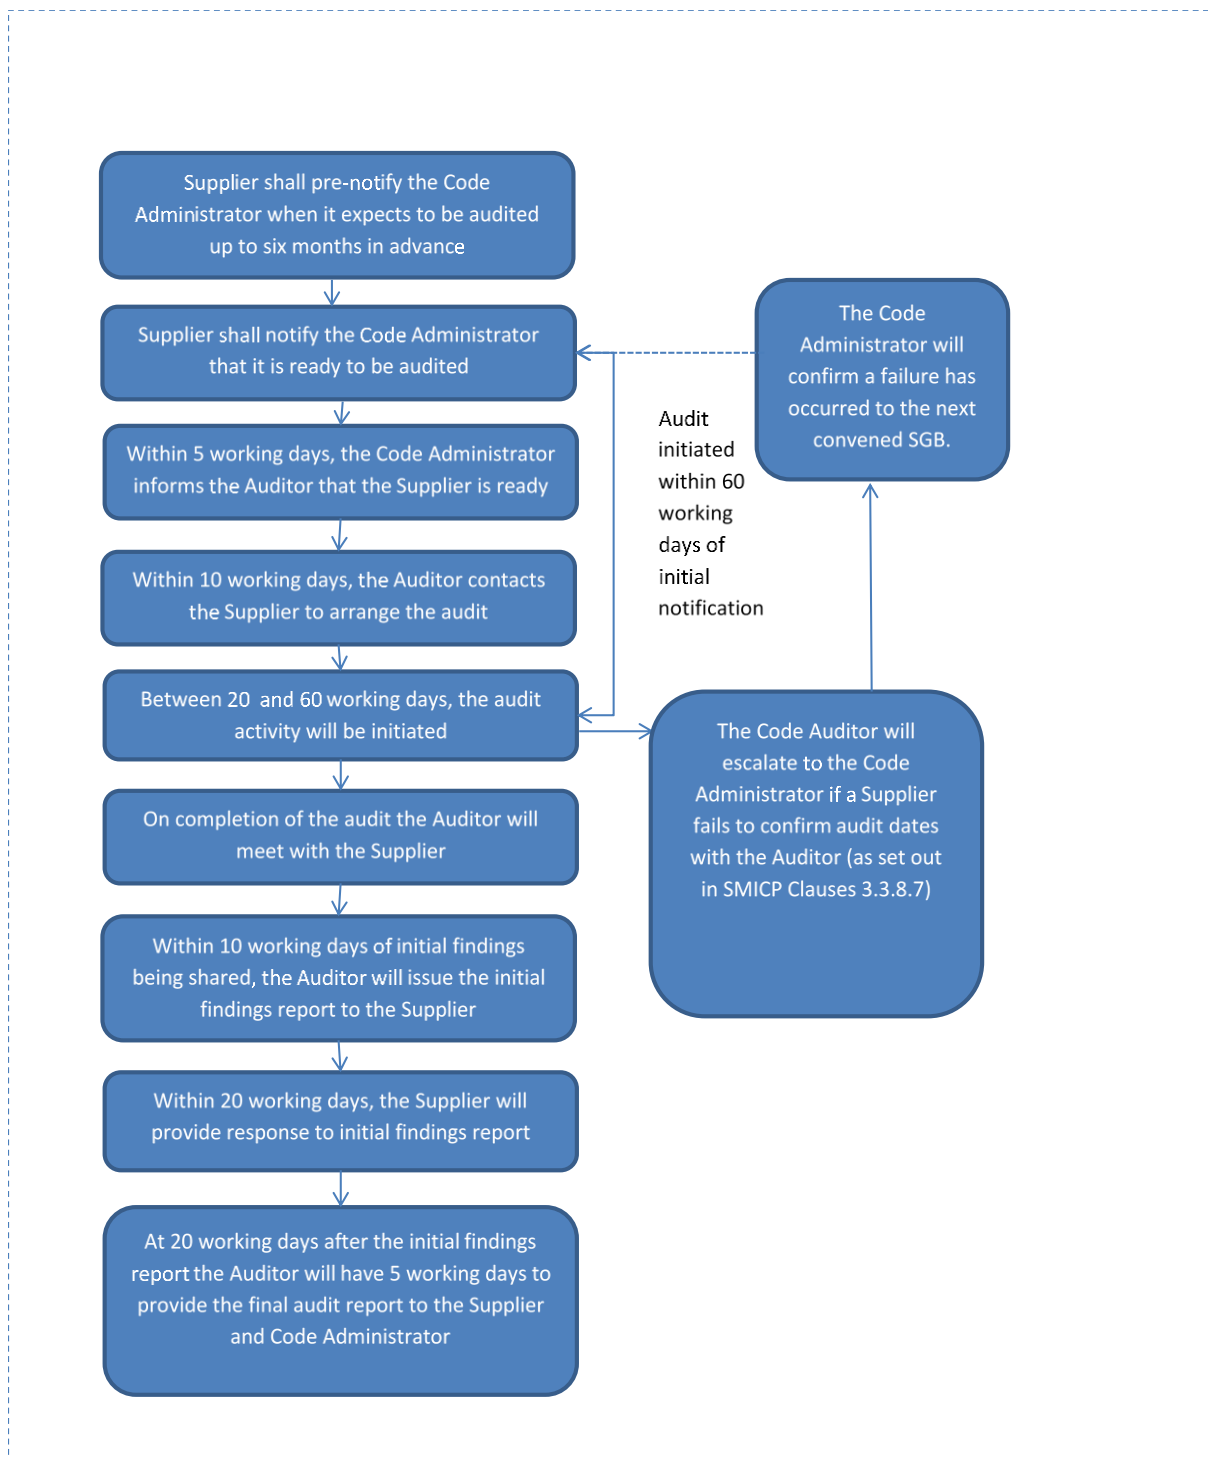 Supplier shall pre-notify the Code
Administrator when it expects to be audited
up to six months in advance
Supplier shall notify the Code Administrator
that it is ready to be audited
Within 5 working days, the Code Administrator
informs the Auditor that the Supplier is ready
Within 10 working days, the Auditor contacts
the Supplier to arrange the audit
Between 20 and 60 working days, the audit
activity will be initiated
On completion of the audit the Auditor will
meet with the Supplier
Within 10 working days of initial findings
being shared, the Auditor will issue the initial
findings report to the Supplier
Within 20 working days, the Supplier will
provide response to initial findings report
At 20 working days after the initial findings
report the Auditor will have 5 working days to
provide the final audit report to the Supplier
and Code Administrator
Audit
initiated
within 60
working
days of
initial
notification
The Code
Administrator will
confirm a failure has
occurred to the next
convened SGB.
The Code Auditor will
escalate to the Code
Administrator if a Supplier
fails to confirm audit dates
with the Auditor (as set out
in SMICP Clauses 3.3.8.7)